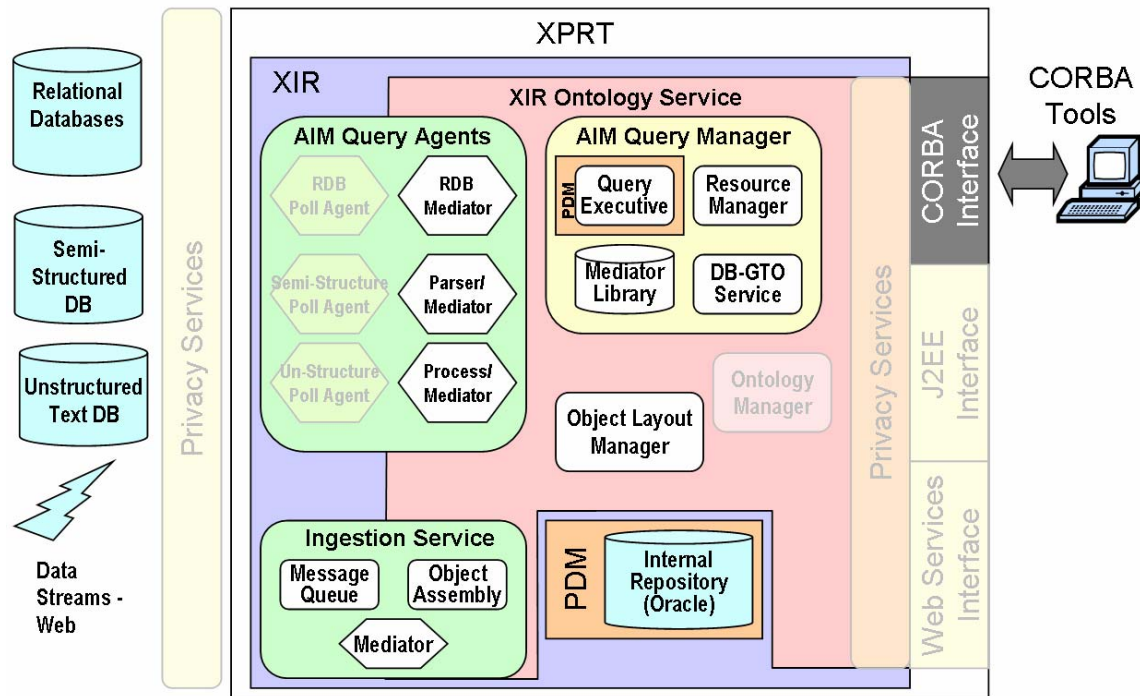 XPRT
XIR
XIR Ontology Service
Relational
Databases
Semi-
Structured
DB
Unstructured
Text DB
Data
Streams -
Web
Privacy Services
AIM Query Agents
RDB
Poll Agent
RDB
Mediator
Semi-Structure
Poll Agent
Parser/
Mediator
Un-Structure
Poll Agent
Process/
Mediator
AIM Query Manager
PDM
Query
Executive
Resource
Manager
Mediator
Library
DB-GTO
Service
Ontology
Manager
Object Layout
Manager
Ingestion Service
Message
Queue
Object
Assembly
Mediator
PDM
Internal
Repository
(Oracle)
Privacy Services
CORBA
Interface
J2EE
Interface
Web Services
Interface
CORBA
Tools